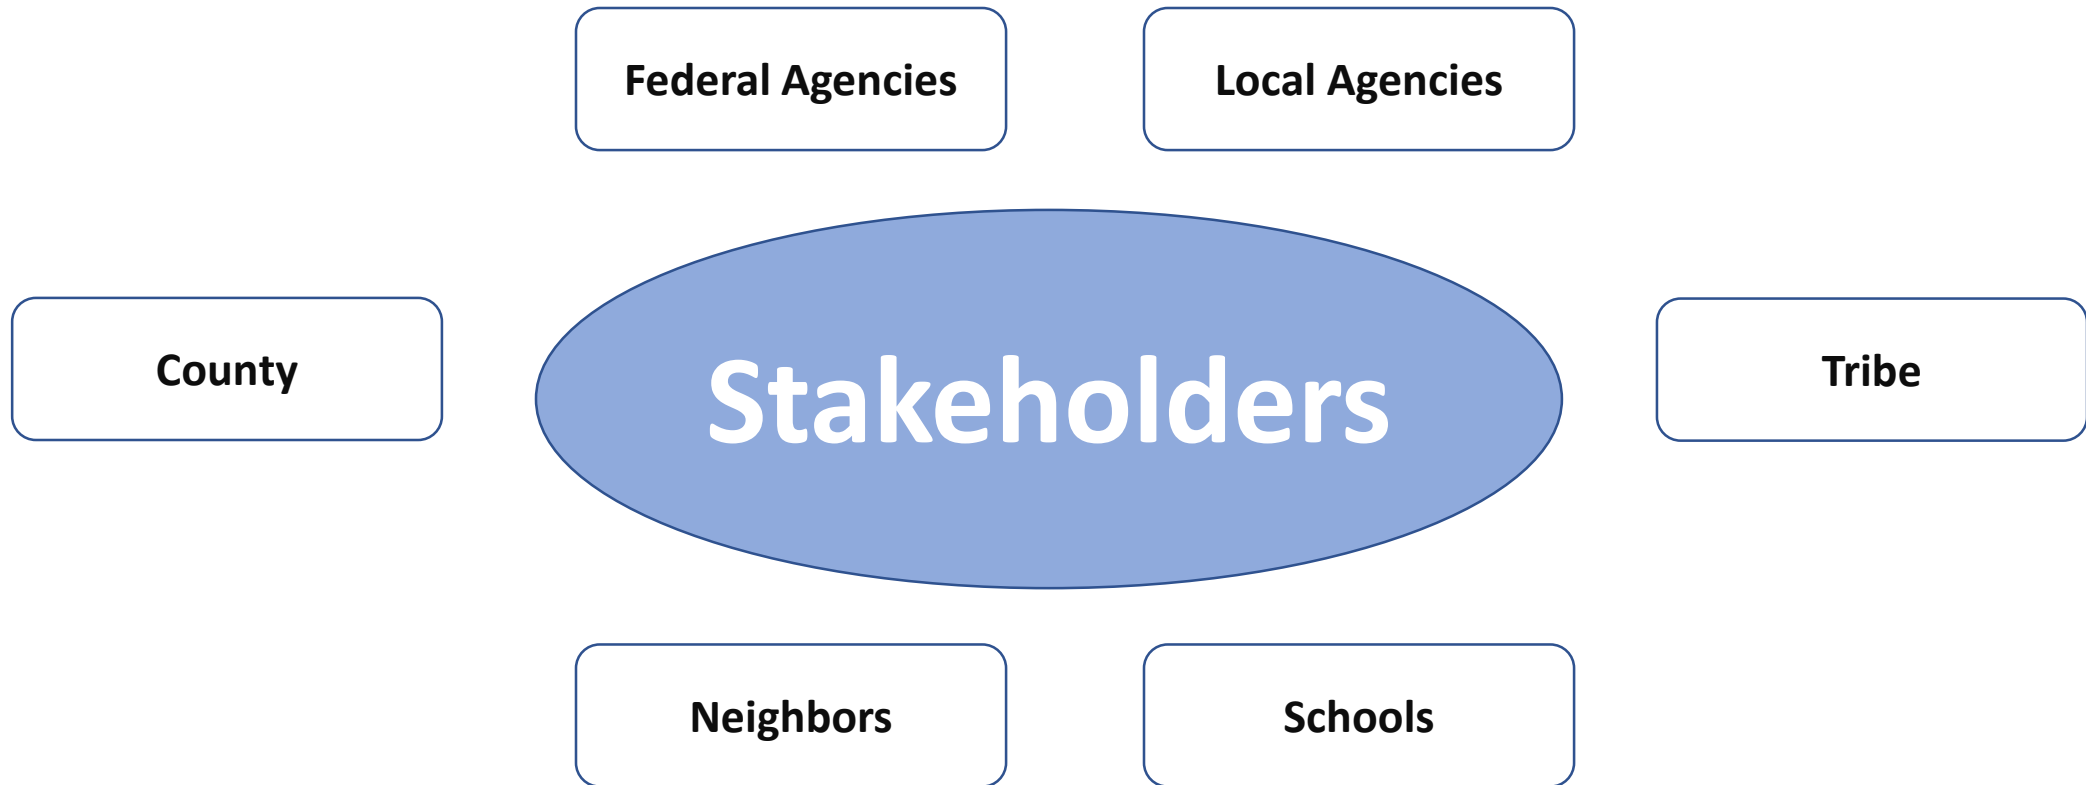 Federal Agencies
Local Agencies
County
Stakeholders
Tribe
Neighbors
Schools